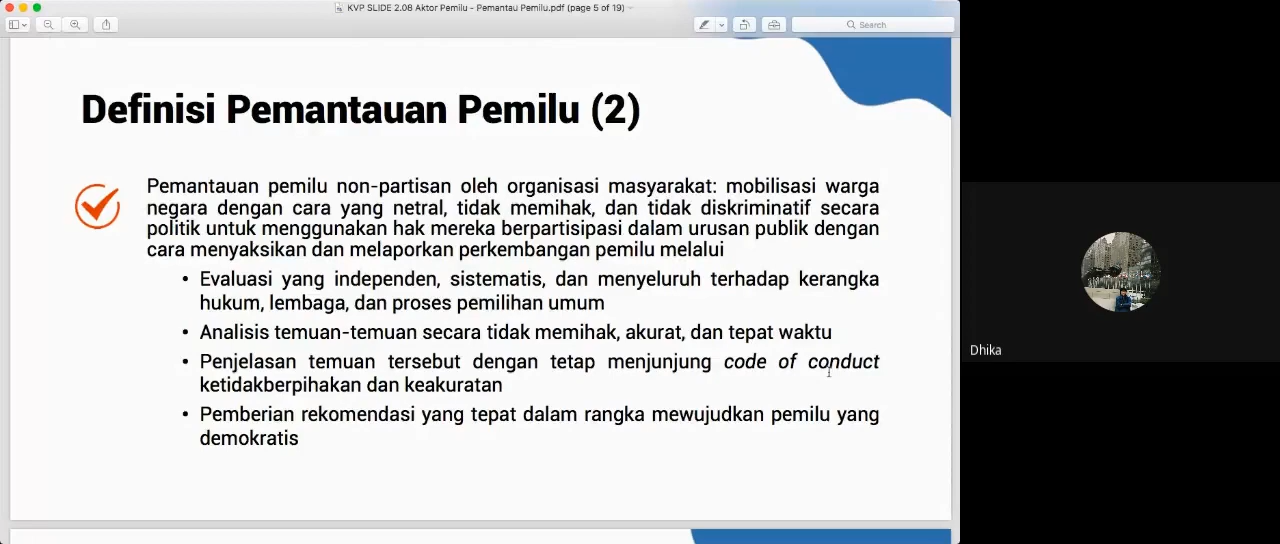 KVP SLIDE 2.08 Aktor Pemilu - Pemantau Pemilu.pdf (page 5 of 19)
Search
Definisi Pemantauan Pemilu (2)
Pemantauan pemilu non-partisan oleh organisasi masyarakat: mobilisasi warga
negara dengan cara yang netral, tidak memihak, dan tidak diskriminatif secara
politik untuk menggunakan hak mereka berpartisipasi dalam urusan publik dengan
cara menyaksikan dan melaporkan perkembangan pemilu melalui
• Evaluasi yang independen, sistematis, dan menyeluruh terhadap kerangka
hukum, lembaga, dan proses pemilihan umum
• Analisis temuan-temuan secara tidak memihak, akurat, dan tepat waktu
• Penjelasan temuan tersebut dengan tetap menjunjung code of conduct
ketidakberpihakan dan keakuratan
• Pemberian rekomendasi yang tepat dalam rangka mewujudkan pemilu yang
demokratis
Dhika